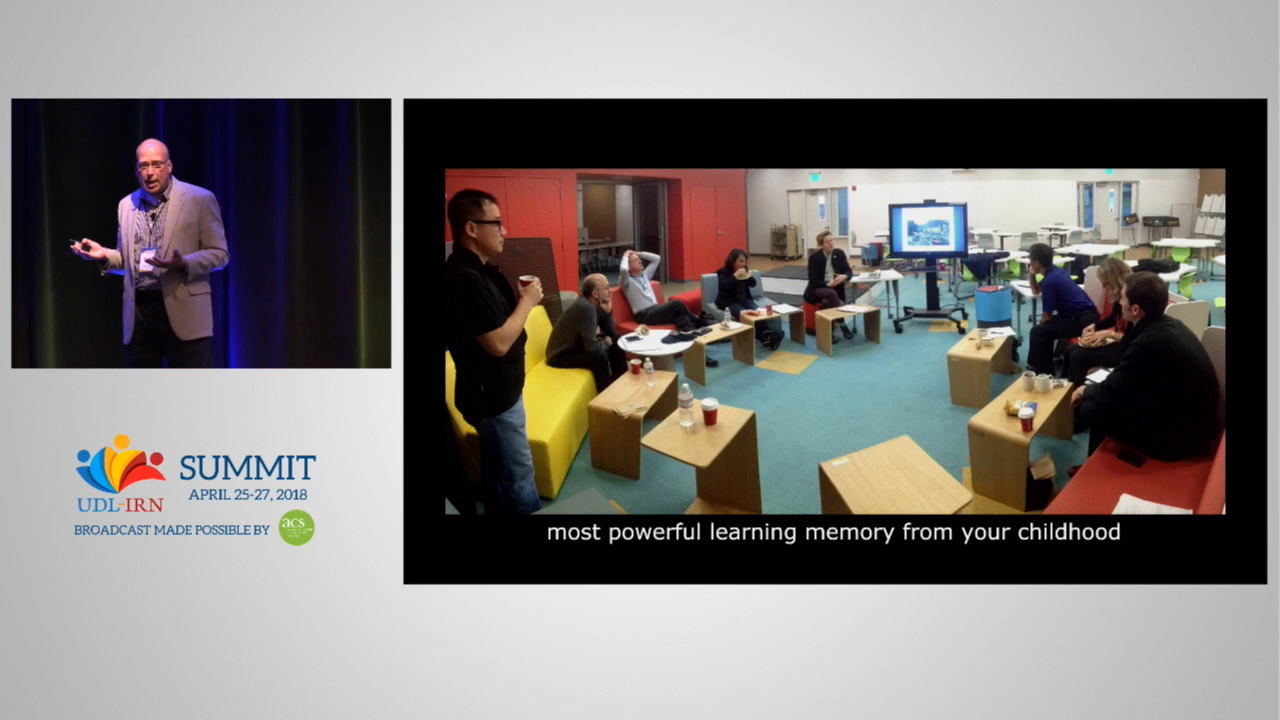 SUMMIT
APRIL 25-27, 2018
UDL-IRN
BROADCAST MADE POSSIBLE BY
acs
most powerful learning memory from your childhood